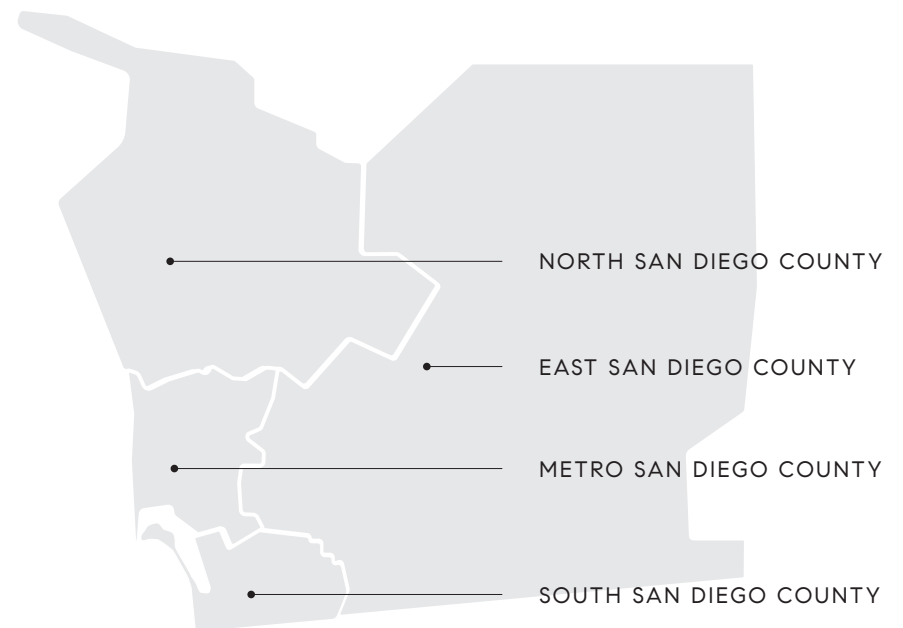 NORTH SAN DIEGO COUNTY
EAST SAN DIEGO COUNTY
METRO SAN DIEGO COUNTY
SOUTH SAN DIEGO COUNTY